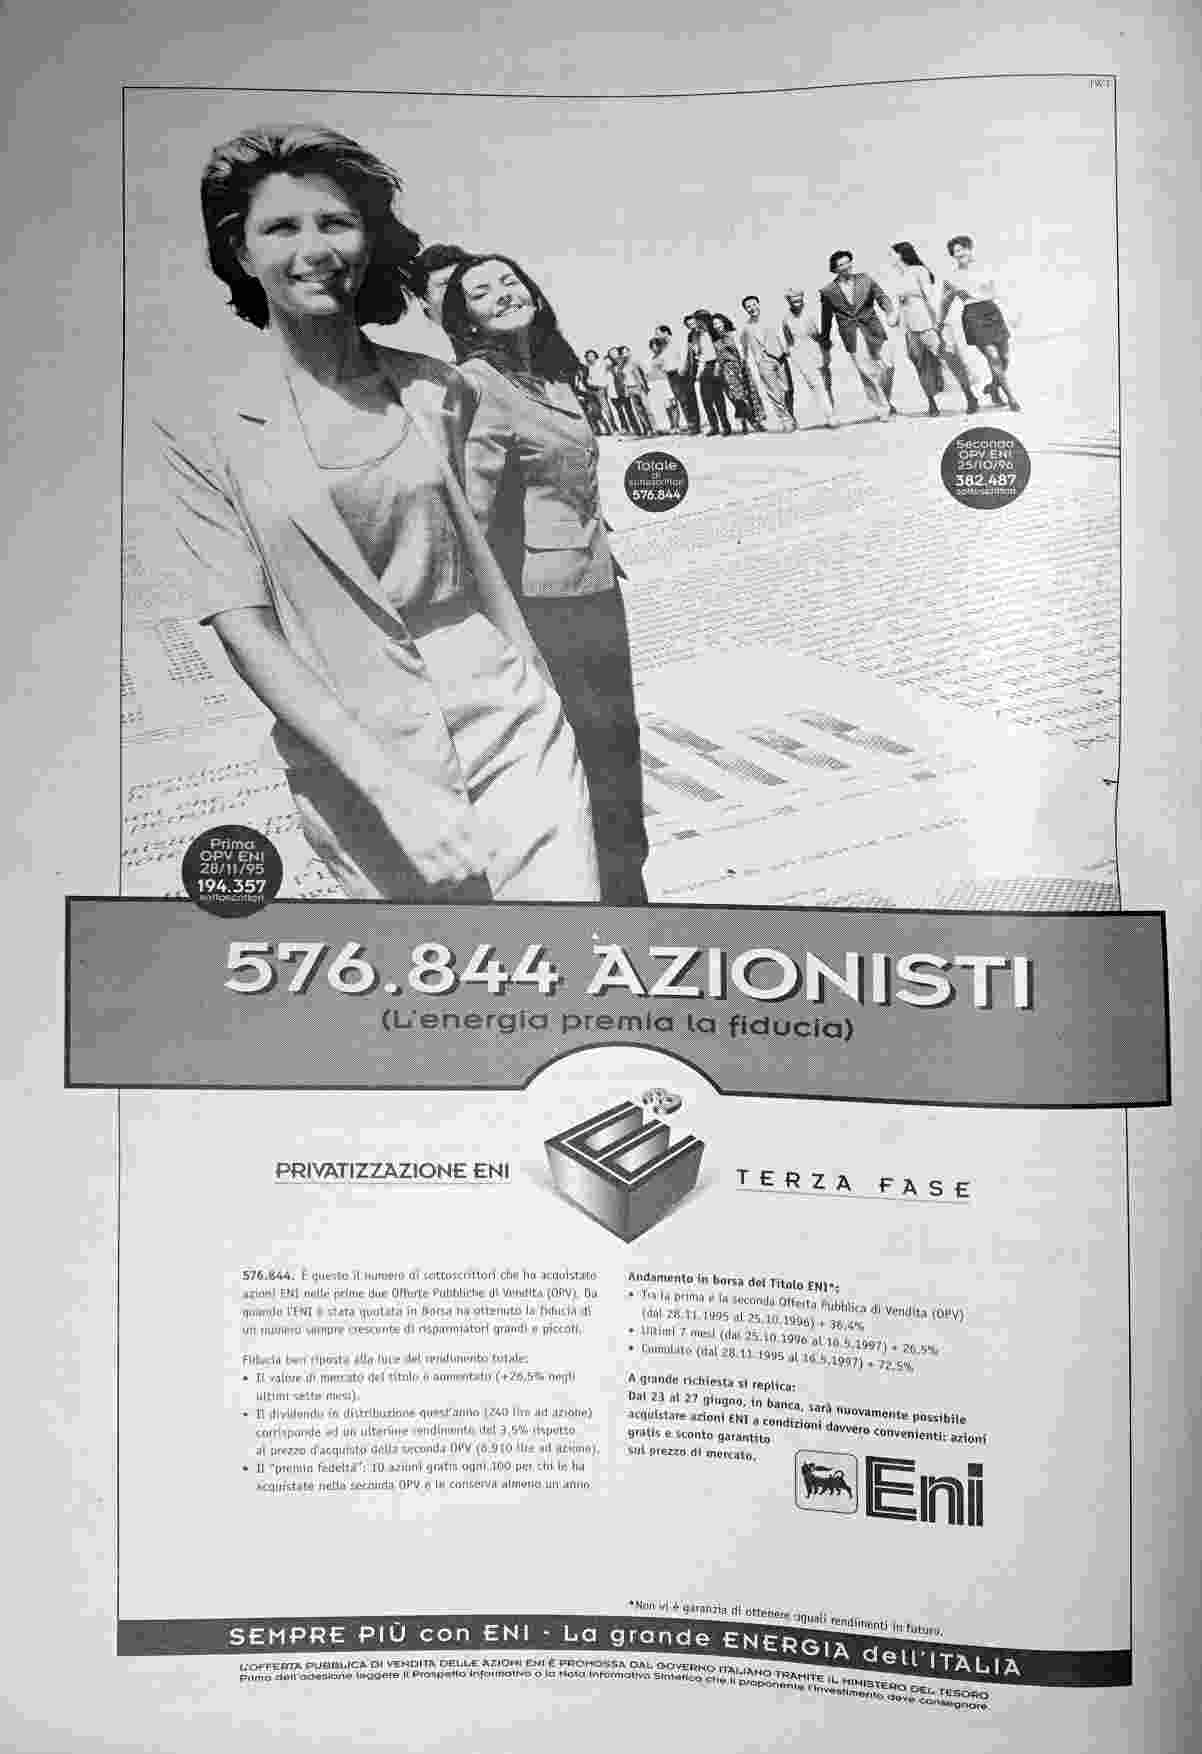 TWT
Totale
di
sottoscrittori
576.844
Seconda
OPV ENI
25/10/96
382.487
sottoscrittori
Prima
OPV ENI
28/11/95
194.357
sottoscrittori
576.844 AZIONISTI
(L'energia premia la fiducia)
PRIVATIZZAZIONE ENI
TERZA FASE
576.844. È questo il numero di sottoscrittori che ha acquistato
azioni ENI nelle prime due Offerte Pubbliche di Vendita (OPV). Da
quando l'ENI è stata quotata in Borsa ha ottenuto la fiducia di
un numero sempre crescente di risparmiatori grandi e piccoli.
Fiducia ben riposta alla luce del rendimento totale:
• Il valore di mercato del titolo è aumentato (+26,5% negli
ultimi sette mesi).
• Il dividendo in distribuzione quest'anno (240 lire ad azione)
corrisponde ad un ulteriore rendimento del 3,5% rispetto
al prezzo d'acquisto della seconda OPV (6.910 lire ad azione).
• Il "premio fedeltà": 10 azioni gratis ogni 100 per chi le ha
acquistate nella seconda OPV e le conserva almeno un anno.
Andamento in borsa del Titolo ENI*:
• Tra la prima e la seconda Offerta Pubblica di Vendita (OPV)
(dal 28.11.1995 al 25.10.1996) + 36,4%
• Ultimi 7 mesi (dal 25.10.1996 al 16.5.1997) + 26,5%
• Cumulato (dal 28.11.1995 al 16.5.1997) + 72,5%
A grande richiesta si replica:
Dal 23 al 27 giugno, in banca, sarà nuovamente possibile
acquistare azioni ENI a condizioni davvero convenienti: azioni
gratis e sconto garantito
sul prezzo di mercato.
Eni
*Non vi è garanzia di ottenere uguali rendimenti in futuro.
SEMPRE PIÙ con ENI - La grande ENERGIA dell'ITALIA
L'OFFERTA PUBBLICA DI VENDITA DELLE AZIONI ENI È PROMOSSA DAL GOVERNO ITALIANO TRAMITE IL MINISTERO DEL TESORO
Prima dell'adesione leggere il Prospetto Informativo o la Nota Informativa Sintetica che il proponente l'investimento deve consegnare.